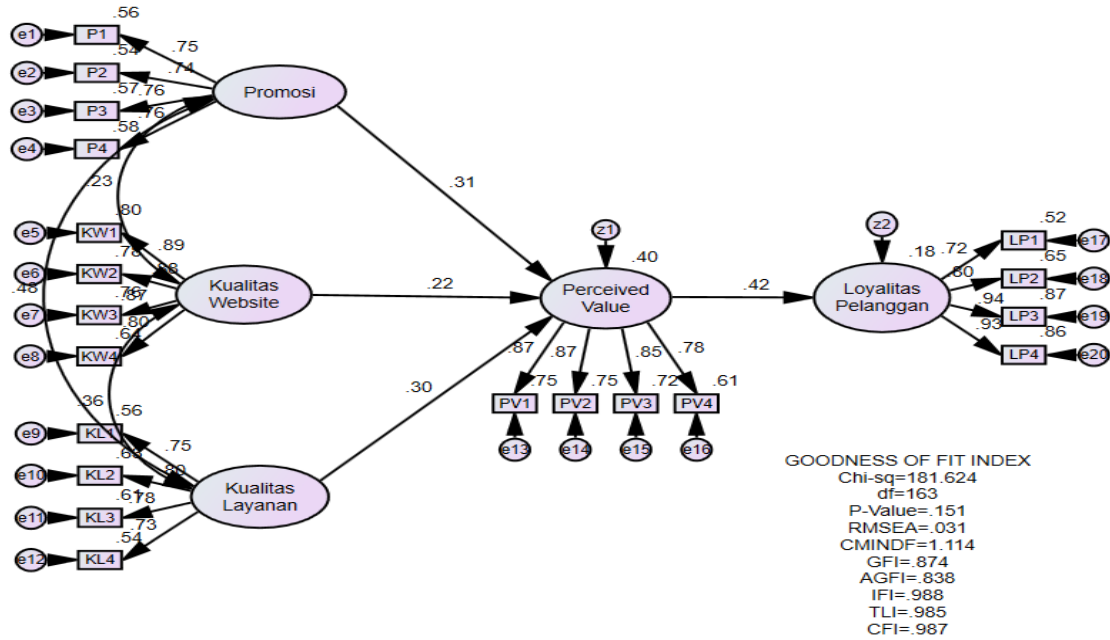 .56
e1
P1
.75
.54
e2
P2
.74
.57
e3
P3
.76
.76
.58
e4
P4
Promosi
.23
.31
.80
e5
KW1
.89
.78
e6
KW2
.88
.76
e7
KW3
.87
.80
.64
e8
KW4
Kualitas
Website
.22
.48
.36
.56
e9
KL1
.75
.65
e10
KL2
.80
.61
e11
KL3
.78
.73
.54
e12
KL4
Kualitas
Layanan
.30
z1
.40
Perceived
Value
.87
.87
.85
.78
.75
.75
.72
.61
PV1
PV2
PV3
PV4
e13
e14
e15
e16
.42
z2
.18
Loyalitas
Pelanggan
.52
.72
LP1
e17
.65
.80
LP2
e18
.87
.94
LP3
e19
.86
.93
LP4
e20
GOODNESS OF FIT INDEX
Chi-sq=181.624
df=163
P-Value=.151
RMSEA=.031
CMINDF=1.114
GFI=.874
AGFI=.838
IFI=.988
TLI=.985
CFI=.987